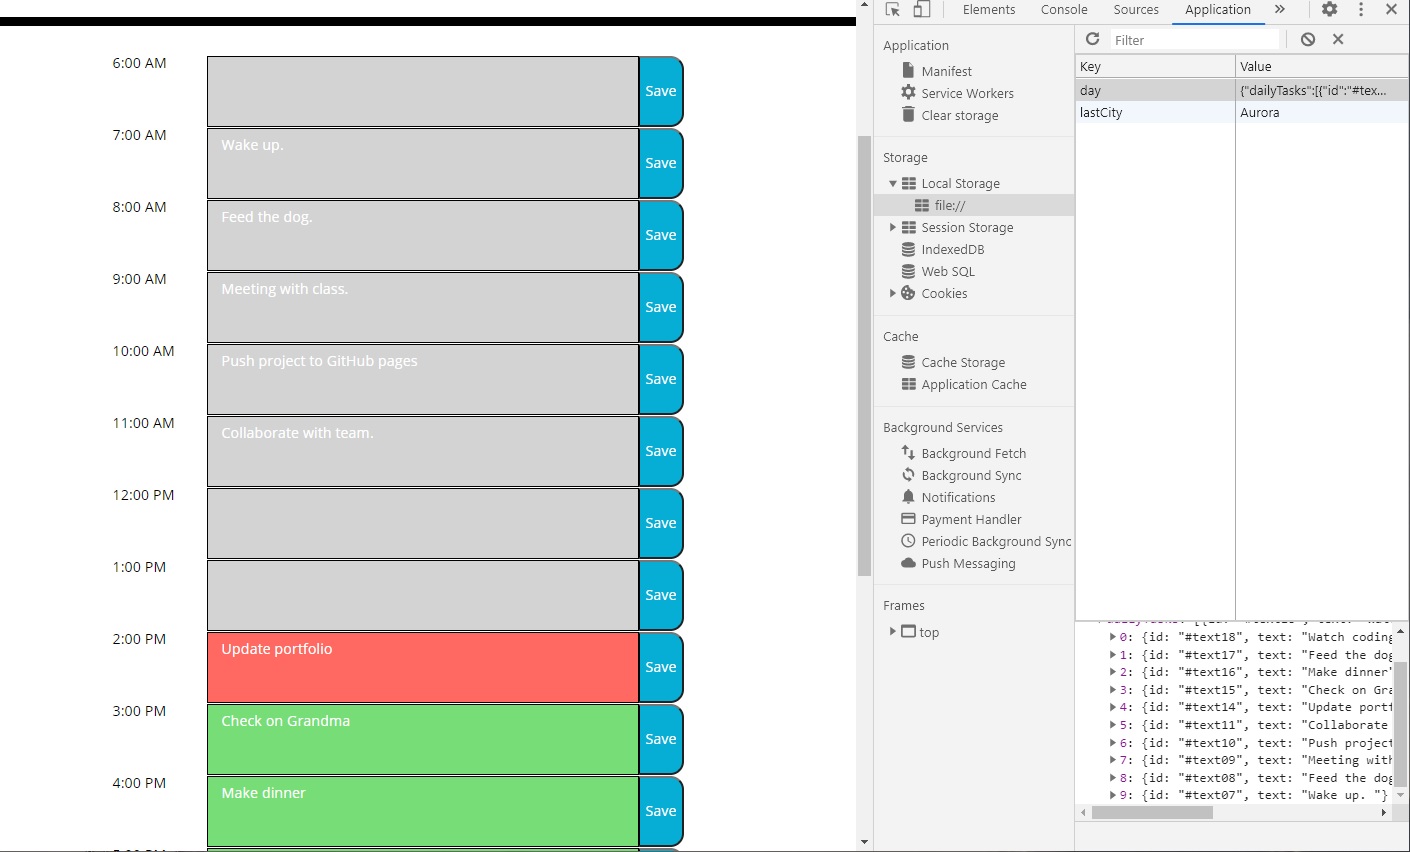 6:00 AM
Save
7:00 AM
Wake up.
Save
8:00 AM
Feed the dog.
Save
9:00 AM
Meeting with class.
Save
10:00 AM
Push project to GitHub pages
Save
11:00 AM
Collaborate with team.
Save
12:00 PM
Save
1:00 PM
Save
2:00 PM
Update portfolio
Save
3:00 PM
Check on Grandma
Save
4:00 PM
Make dinner
Save
Elements Console Sources Application »
Application
Manifest
Service Workers
Clear storage
Storage
Local Storage
file://
Session Storage
IndexedDB
Web SQL
Cookies
Cache
Cache Storage
Application Cache
Background Services
Background Fetch
Background Sync
Notifications
Payment Handler
Periodic Background Sync
Push Messaging
Frames
top
Filter
Key Value
day {"dailyTasks":[{"id":"#tex...
lastCity Aurora
0: {id: "#text18", text: "Watch coding
1: {id: "#text17", text: "Feed the dog
2: {id: "#text16", text: "Make dinner"
3: {id: "#text15", text: "Check on Gra
4: {id: "#text14", text: "Update portf
5: {id: "#text11", text: "Collaborate
6: {id: "#text10", text: "Push project
7: {id: "#text09", text: "Meeting with
8: {id: "#text08", text: "Feed the dog
9: {id: "#text07", text: "Wake up. "}